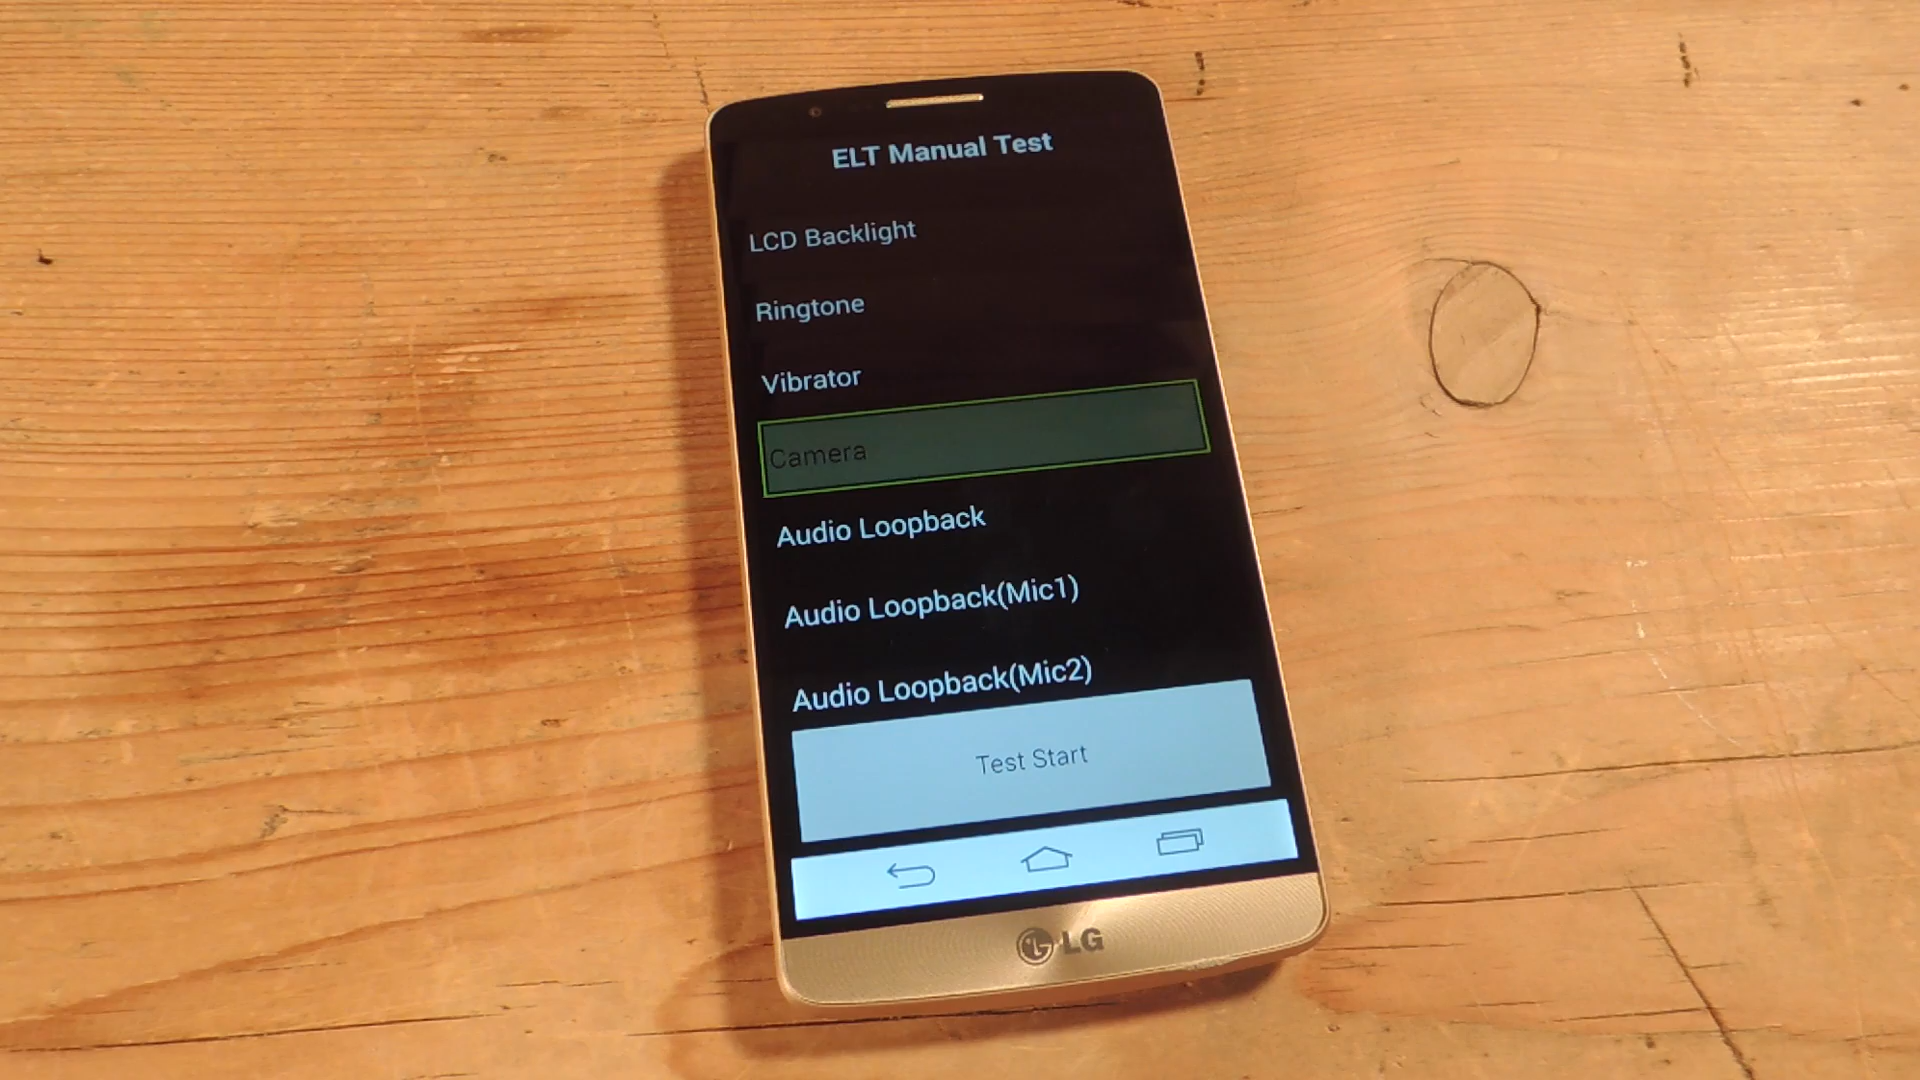 ELT Manual Test
LCD Backlight
Ringtone
Vibrator
Camera
Audio Loopback
Audio Loopback(Mic1)
Audio Loopback(Mic2)
Test Start
LG